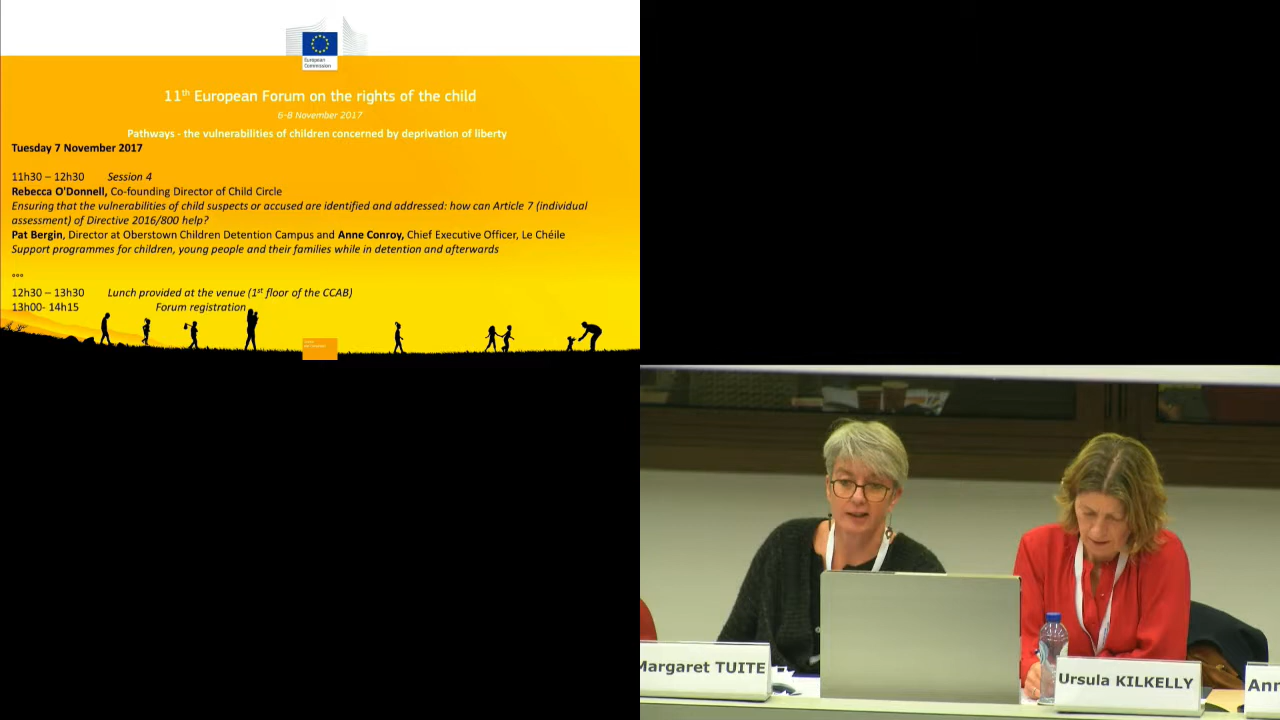 European
Commission
11th European Forum on the rights of the child
6-8 November 2017
Pathways - the vulnerabilities of children concerned by deprivation of liberty
Tuesday 7 November 2017
11h30 – 12h30 Session 4
Rebecca O'Donnell, Co-founding Director of Child Circle
Ensuring that the vulnerabilities of child suspects or accused are identified and addressed: how can Article 7 (individual
assessment) of Directive 2016/800 help?
Pat Bergin, Director at Oberstown Children Detention Campus and Anne Conroy, Chief Executive Officer, Le Chéile
Support programmes for children, young people and their families while in detention and afterwards
°°°
12h30 – 13h30 Lunch provided at the venue (1st floor of the CCAB)
13h00- 14h15 Forum registration
Margaret TUITE
Ursula KILKELLY
Ann